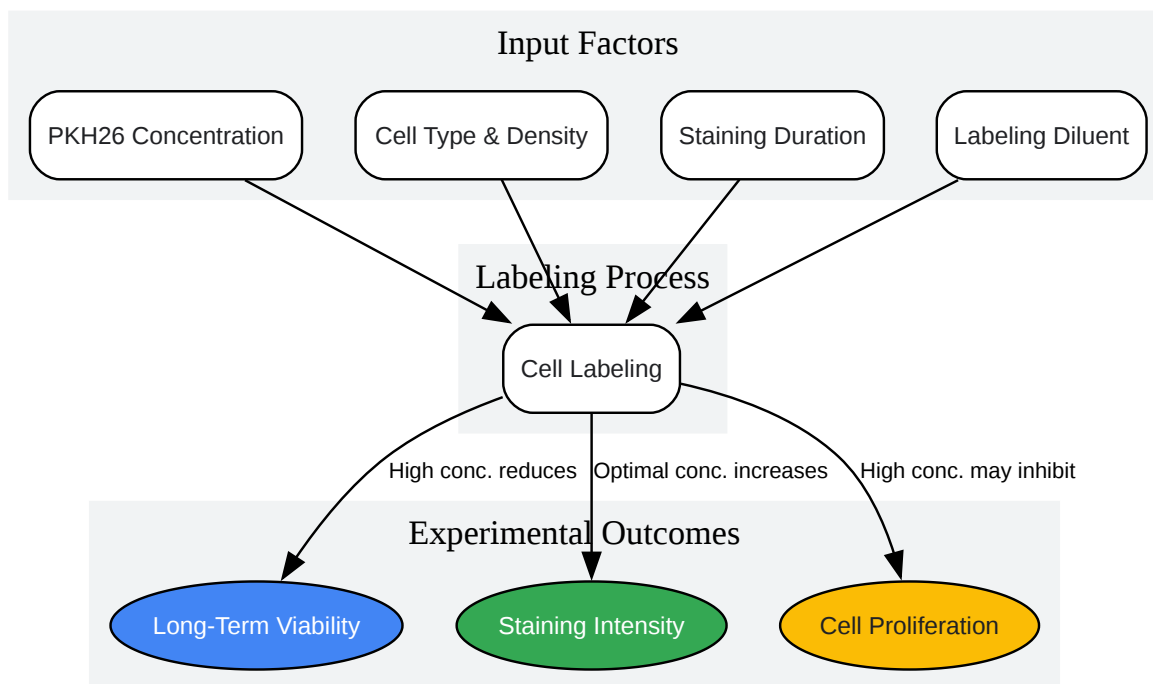 Input Factors
PKH26 Concentration
Cell Type & Density
Staining Duration
Labeling Diluent
Labeling Process
Cell Labeling
High conc. reduces
Optimal conc. increases
High conc. may inhibit
Experimental Outcomes
Long-Term Viability
Staining Intensity
Cell Proliferation